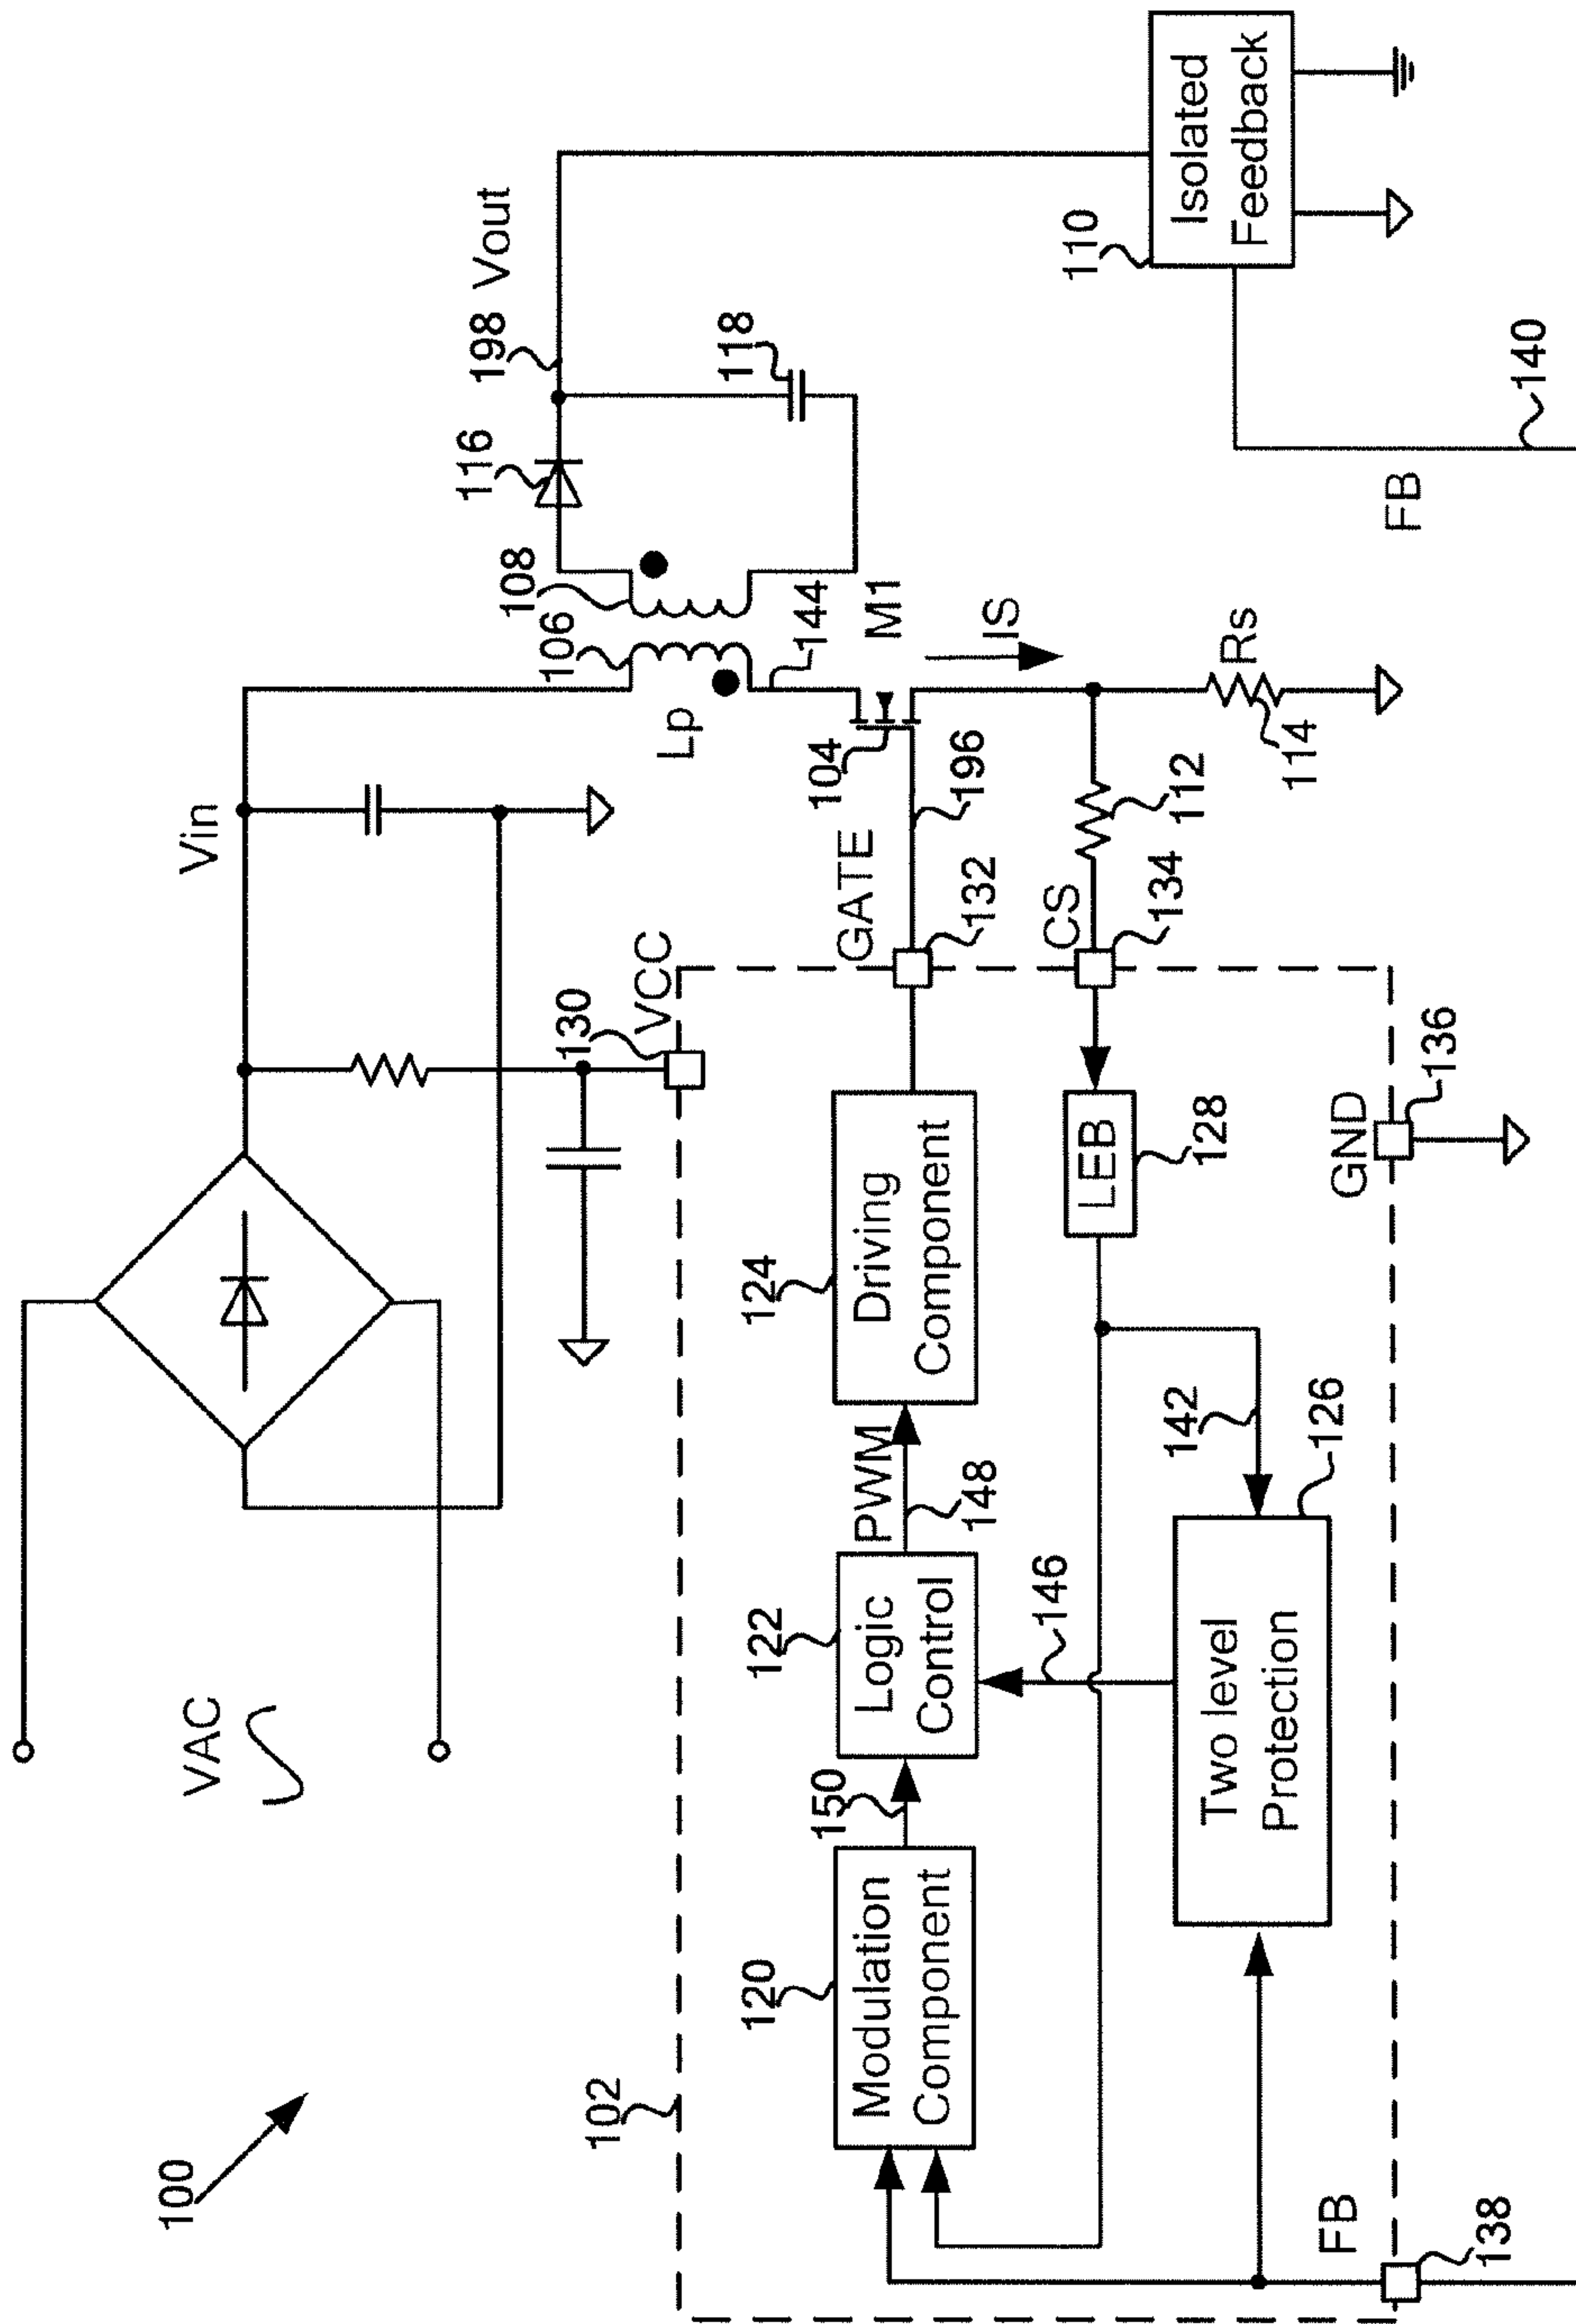 100
VAC
Vin
102
130
VCC
Lp
106
108
116
198
Vout
118
144
M1
104
196
GATE
132
IS
Rs
114
112
CS
134
120
Modulation
Component
150
122
Logic
Control
PWM
148
124
Driving
Component
LEB
128
146
142
Two level
Protection
126
GND
136
FB
138
110
Isolated
Feedback
FB
140